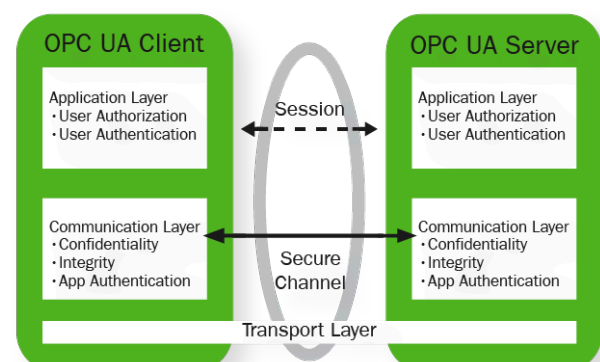 OPC UA Client
Application Layer
· User Authorization
· User Authentication
Communication Layer
· Confidentiality
· Integrity
· App Authentication
Session
Secure
Channel
OPC UA Server
Application Layer
· User Authorization
· User Authentication
Communication Layer
· Confidentiality
· Integrity
· App Authentication
Transport Layer